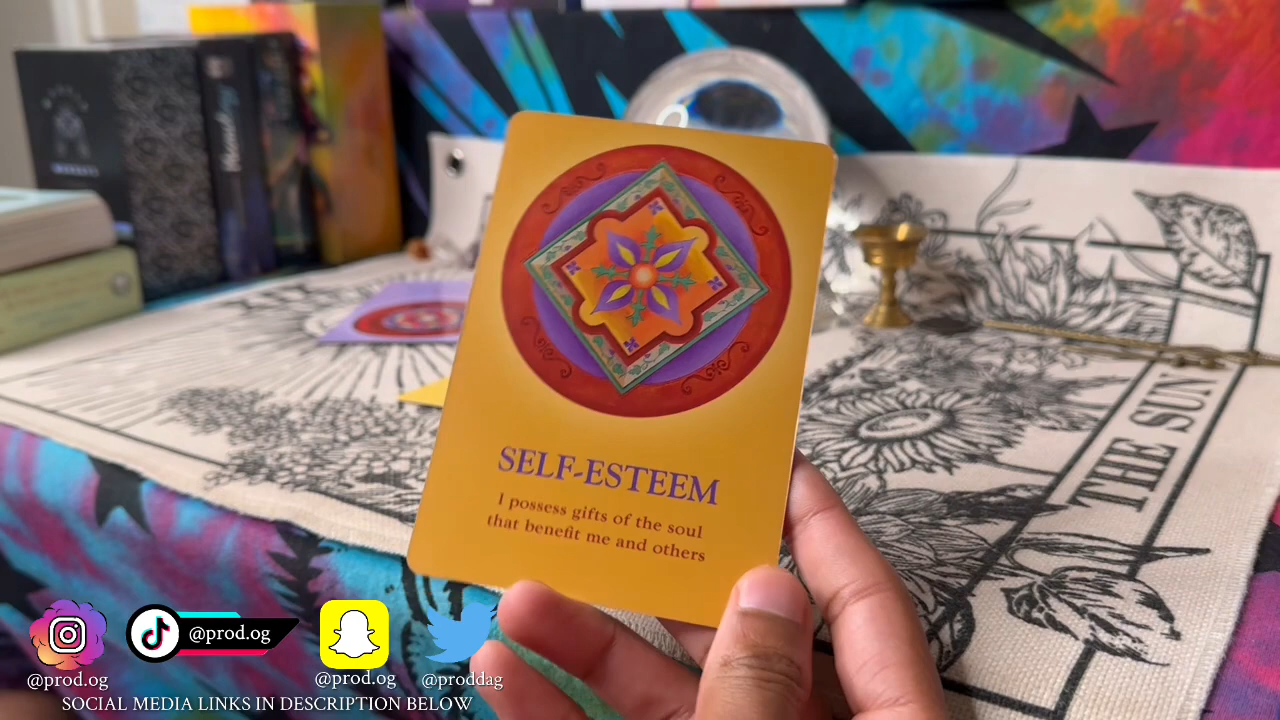 SELF-ESTEEM
I possess gifts of the soul
that benefit me and others
THE SUN
@prod.og
@prod.og
@prod.og
@proddag
SOCIAL MEDIA LINKS IN DESCRIPTION BELOW